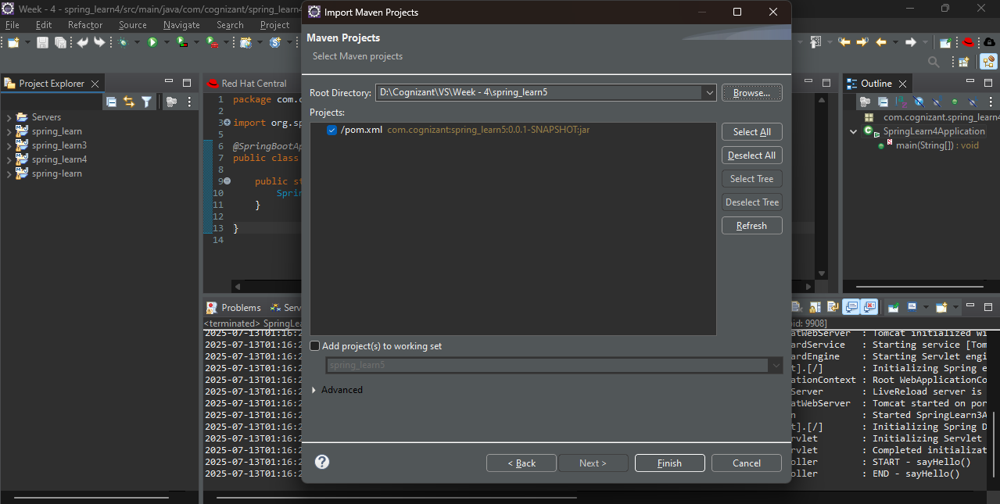 Week - 4 - spring_learn4/src/main/java/com/cognizant/spring_learn4
File Edit Refactor Source Navigate Search Project
Import Maven Projects
Maven Projects
Select Maven projects
Root Directory: D:\Cognizant\VS\Week - 4\spring_learn5 Browse...
Projects:
/pom.xml com.cognizant:spring_learn5:0.0.1-SNAPSHOT:jar
Select All
Deselect All
Select Tree
Deselect Tree
Refresh
Add project(s) to working set
spring_learn5
Advanced
< Back Next > Finish Cancel
Project Explorer
Servers
spring_learn
spring_learn3
spring_learn4
spring-learn
Red Hat Central
1 package com.c
2
3 import org.sp
5
6 @SpringBootAp
7 public class
8
9 public st
10 Sprin
11 }
12
13 }
14
Outline
com.cognizant.spring_learn4
SpringLearn4Application
main(String[]) : void
Problems Serv
<terminated> SpringLea
id: 9908]
2025-07-13T01:16:2 atWebServer : Tomcat initialized wi
2025-07-13T01:16:2 ardService : Starting service [Tom
2025-07-13T01:16:2 ardEngine : Starting Servlet engi
2025-07-13T01:16:2 t].[/] : Initializing Spring e
2025-07-13T01:16:2 ationContext : Root WebApplicationCo
2025-07-13T01:16:2 Server : LiveReload server is
2025-07-13T01:16:2 atWebServer : Tomcat started on por
2025-07-13T01:16:2 n : Started SpringLearn3A
2025-07-13T01:16:2 t].[/] : Initializing Spring D
2025-07-13T01:16:2 rvlet : Initializing Servlet
2025-07-13T01:16:2 rvlet : Completed initializat
2025-07-13T01:16:2 oller : START - sayHello()
2025-07-13T01:16:2 oller : END - sayHello()